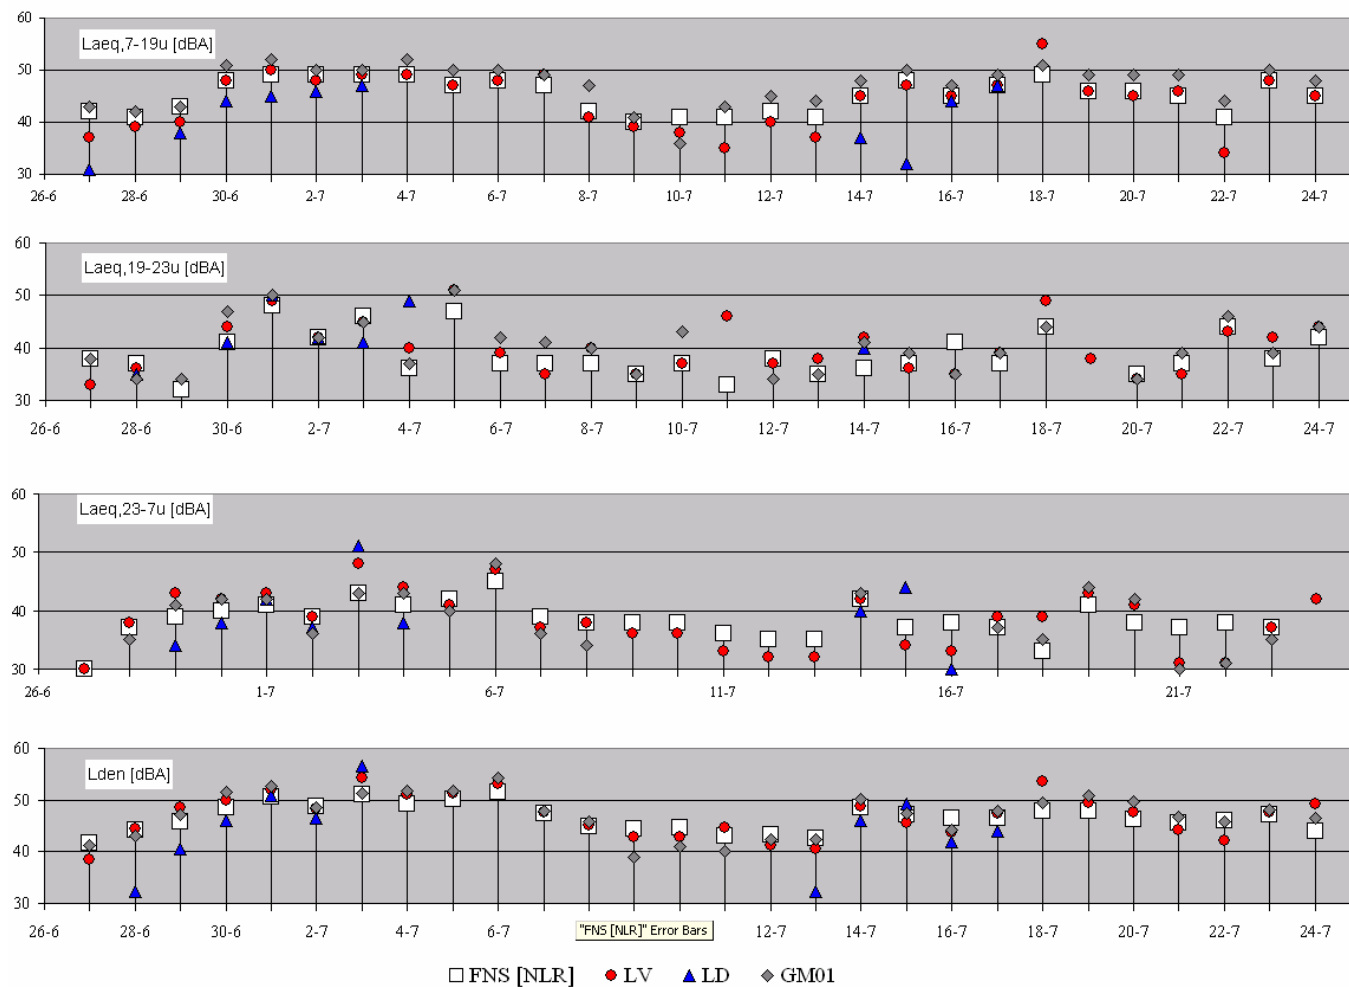 60
Laeq,7-19u [dBA]
50
40
30
26-6 28-6 30-6 2-7 4-7 6-7 8-7 10-7 12-7 14-7 16-7 18-7 20-7 22-7 24-7
60
Laeq,19-23u [dBA]
50
40
30
26-6 28-6 30-6 2-7 4-7 6-7 8-7 10-7 12-7 14-7 16-7 18-7 20-7 22-7 24-7
60
Laeq,23-7u [dBA]
50
40
30
26-6 1-7 6-7 11-7 16-7 21-7
60
Lden [dBA]
50
40
30
26-6 28-6 30-6 2-7 4-7 6-7 "FNS [NLR]" Error Bars 12-7 14-7 16-7 18-7 20-7 22-7 24-7
FNS [NLR] LV LD GM01